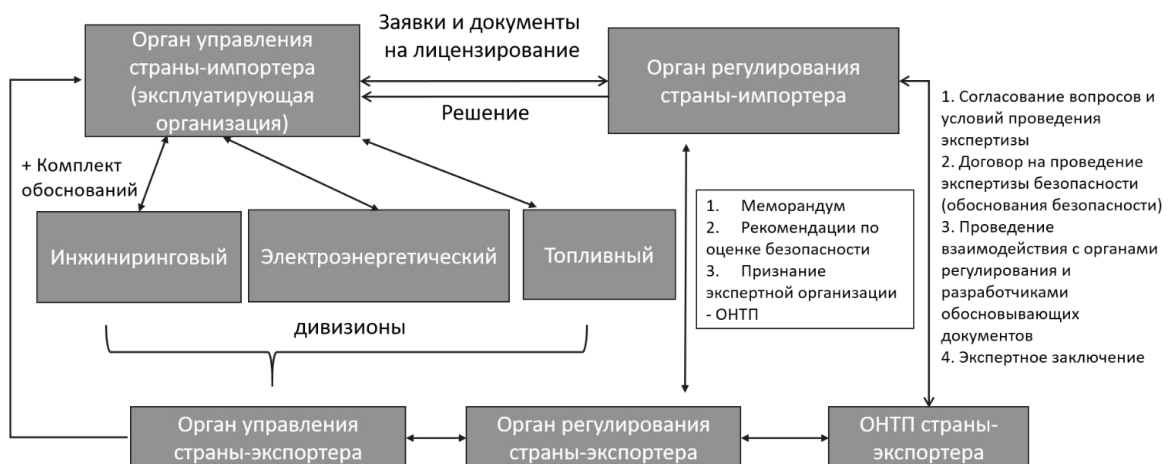 Орган управления
страны-импортера
(эксплуатирующая
организация)
Заявки и документы
на лицензирование
Решение
Орган регулирования
страны-импортера
+ Комплект
обоснований
Инжиниринговый
Электроэнергетический
Топливный
дивизионы
1. Меморандум
2. Рекомендации по
оценке безопасности
3. Признание
экспертной организации
- ОНТП
1. Согласование вопросов и
условий проведения
экспертизы
2. Договор на проведение
экспертизы безопасности
(обоснования безопасности)
3. Проведение
взаимодействия с органами
регулирования и
разработчиками
обосновывающих
документов
4. Экспертное заключение
Орган управления
страны-экспортера
Орган регулирования
страны-экспортера
ОНТП страны-
экспортера